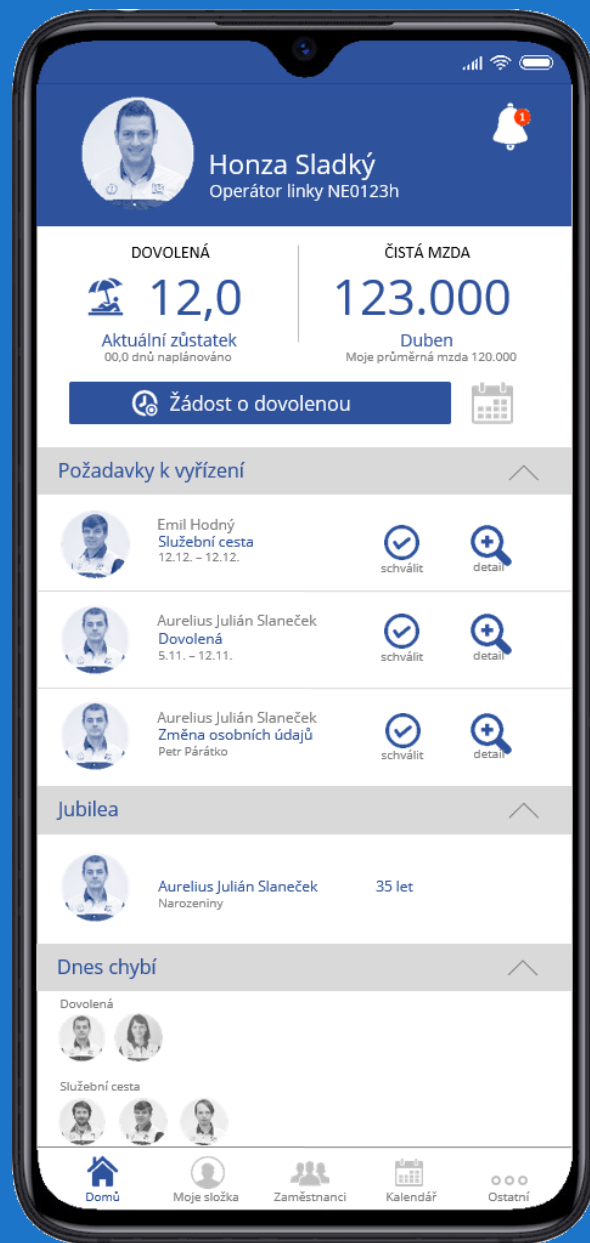 1
Honza Sladký
Operátor linky NE0123h
DOVOLENÁ
12,0
Aktuální zůstatek
00,0 dnů naplánováno
ČISTÁ MZDA
123.000
Duben
Moje průměrná mzda 120.000
Žádost o dovolenou
Požadavky k vyřízení
Emil Hodný
Služební cesta
12.12. – 12.12.
schválit
detail
Aurelius Julián Slaneček
Dovolená
5.11. – 12.11.
schválit
detail
Aurelius Julián Slaneček
Změna osobních údajů
Petr Párátko
schválit
detail
Jubilea
Aurelius Julián Slaneček
35 let
Narozeniny
Dnes chybí
Dovolená
Služební cesta
Domů
Moje složka
Zaměstnanci
Kalendář
Ostatní